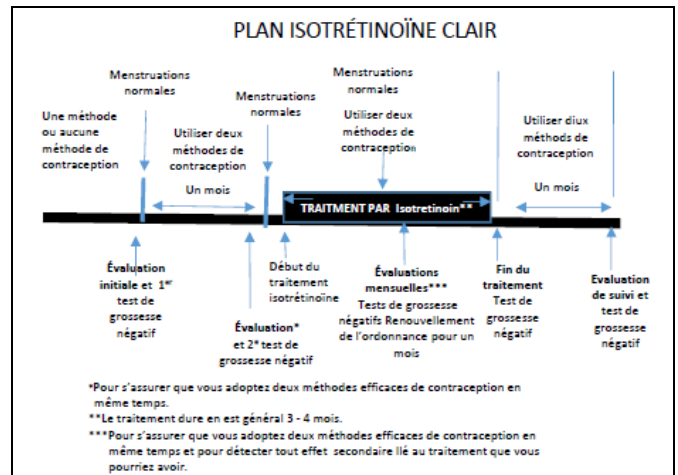 PLAN ISOTRÉTINOÏNE CLAIR
Menstruations
normales
Menstruations
normales
Menstruations
normales
Une méthode
ou aucune
méthode de
contraception
Utiliser deux
méthodes de
contraception
Utiliser deux
méthodes de
contraception
Utiliser diux
méthods de
contraception
Un mois
Un mois
TRAITMENT PAR Isotretinoin**
Évaluation
initiale et 1er
test de
grossesse
négatif
Évaluation*
et 2e test de
grossesse négatif
Début du
traitement
isotrétinoïne
Évaluations
mensuelles***
Tests de grossesse
négatifs Renouvellement
de l'ordonnance pour un
mois
Fin du
traitement
Test de
grossesse
négatif
Evaluation
de suivi et
test de
grossesse
négatif
*Pour s'assurer que vous adoptez deux méthodes efficaces de contraception en
même temps.
**Le traitement dure en est général 3 - 4 mois.
***Pour s'assurer que vous adoptez deux méthodes efficaces de contraception en
même temps et pour détecter tout effet secondaire llé au traitement que vous
pourriez avoir.